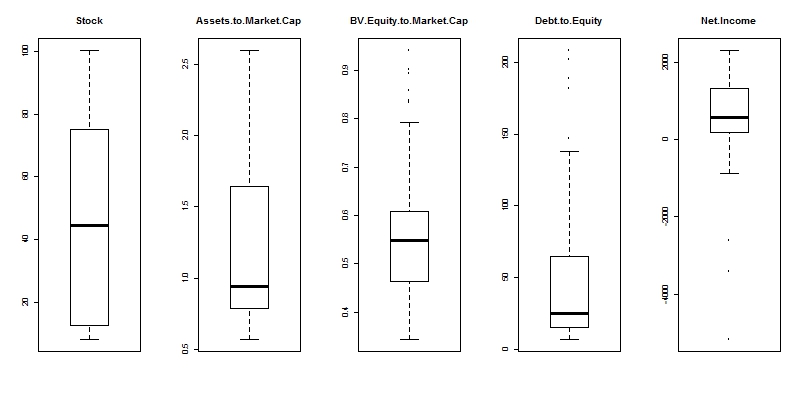 Stock Assets.to.Market.Cap BV.Equity.to.Market.Cap Debt.to.Equity Net.Income
20 40 60 80 100
0.5 1.0 1.5 2.0 2.5
0.4 0.5 0.6 0.7 0.8 0.9
0 50 100 150 200
-4000 -2000 0 2000